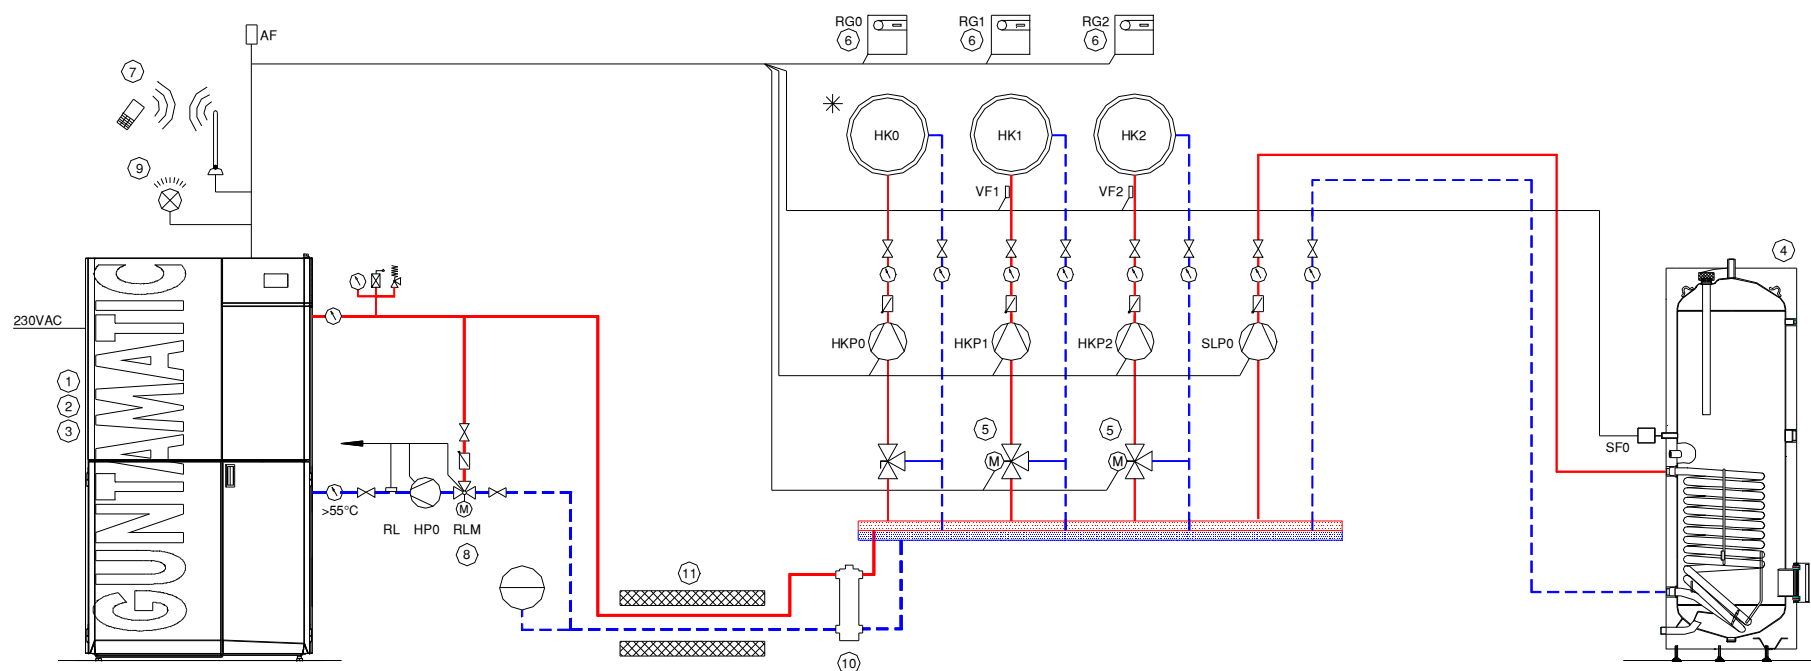 RG0
RG1
RG2
6
6
6
AF
7
9
HK0
HK1
HK2
VF1
VF2
4
230VAC
GUNTAMATIC
HKP0
HKP1
HKP2
SLP0
1
2
3
5
5
SF0
M
M
>55°C
RL
HP0
RLM
M
8
11
10